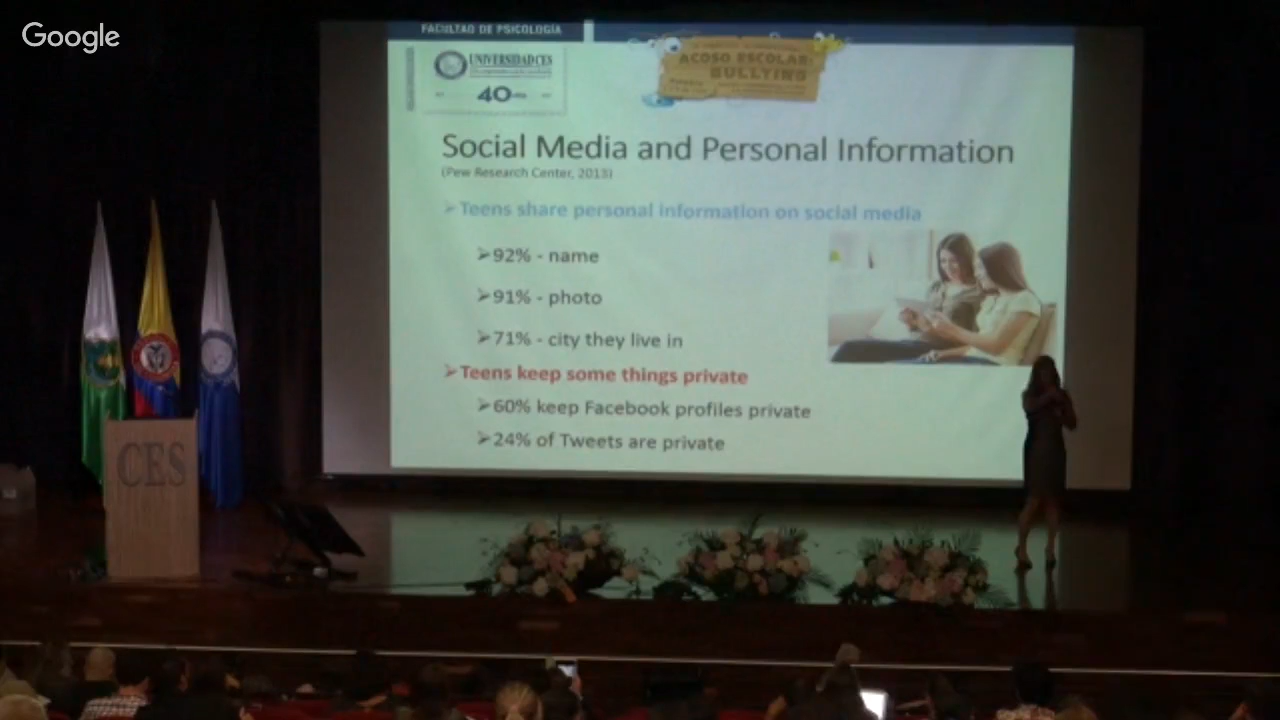 Google
FACULTAD DE PSICOLOGÍA
UNIVERSIDAD CES
40
ACOSO ESCOLAR:
BULLYING
Social Media and Personal Information
(Pew Research Center, 2013)
➢Teens share personal information on social media
➢92% - name
➢91% - photo
➢71% - city they live in
➢Teens keep some things private
➢60% keep Facebook profiles private
➢24% of Tweets are private
CES